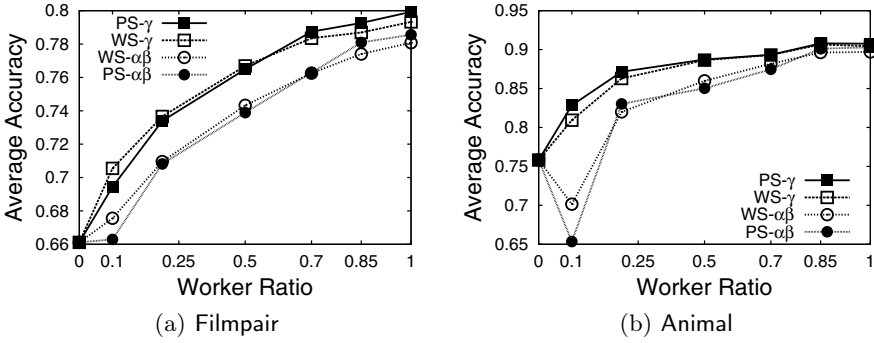 0.8
0.78
0.76
0.74
0.72
0.7
0.68
0.66
Average Accuracy
PS-γ
WS-γ
WS-αβ
PS-αβ
0 0.1 0.25 0.5 0.7 0.85 1
Worker Ratio
(a) Filmpair
0.95
0.9
0.85
0.8
0.75
0.7
0.65
Average Accuracy
PS-γ
WS-γ
WS-αβ
PS-αβ
0 0.1 0.25 0.5 0.7 0.85 1
Worker Ratio
(b) Animal